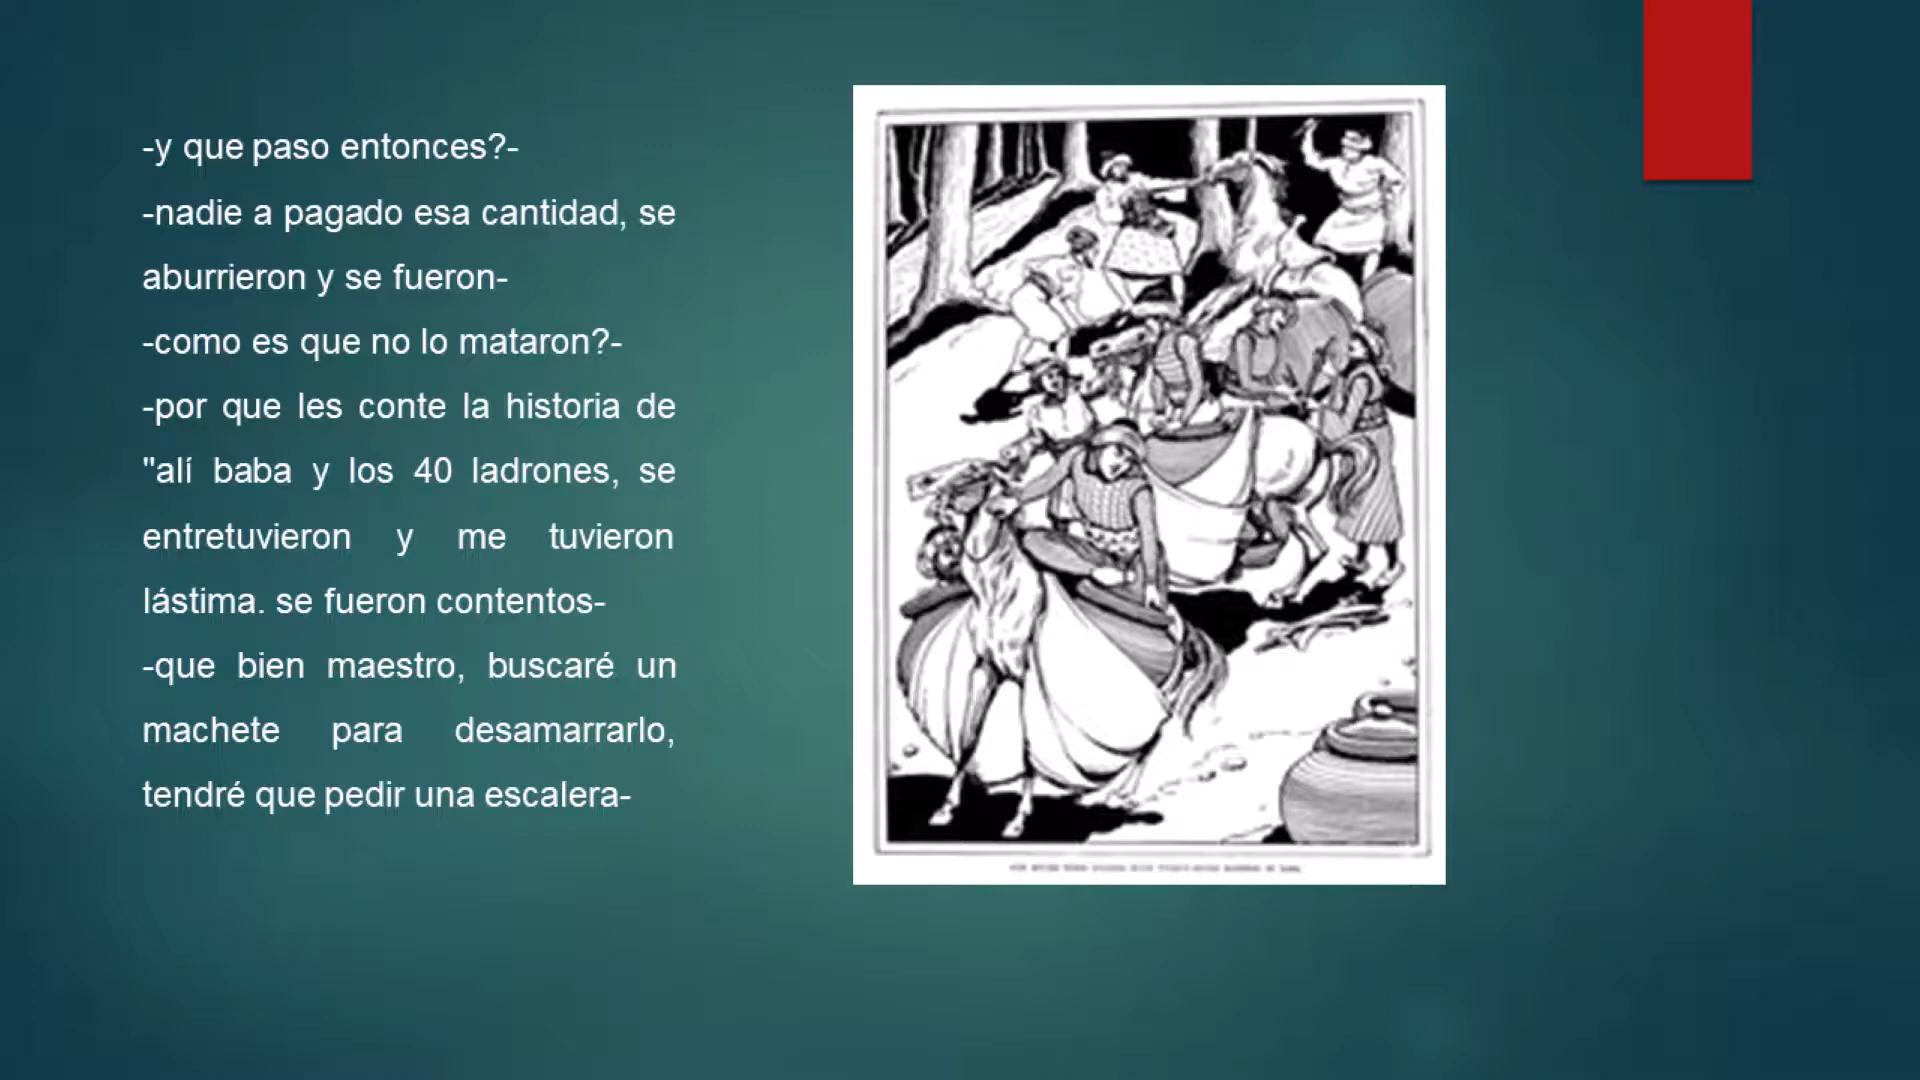 -y que paso entonces?-
-nadie a pagado esa cantidad, se
aburrieron y se fueron-
-como es que no lo mataron?-
-por que les conte la historia de
"alí baba y los 40 ladrones, se
entretuvieron y me tuvieron
lástima. se fueron contentos-
-que bien maestro, buscaré un
machete para desamarrarlo,
tendré que pedir una escalera-